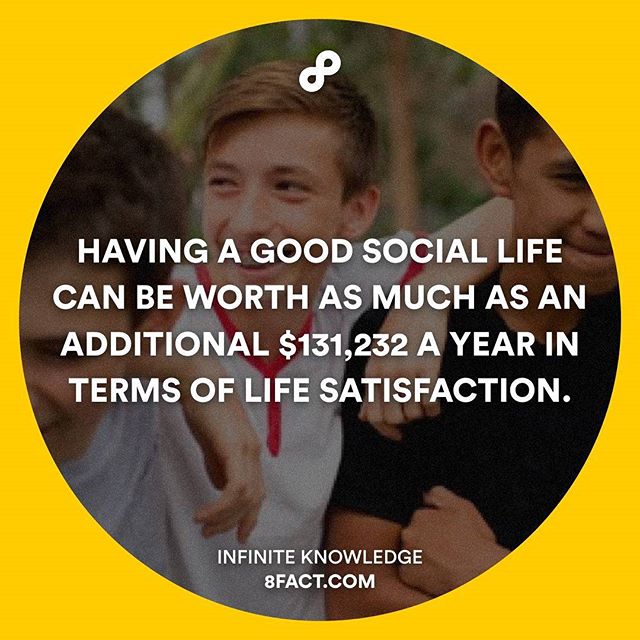 HAVING A GOOD SOCIAL LIFE
CAN BE WORTH AS MUCH AS AN
ADDITIONAL $131,232 A YEAR IN
TERMS OF LIFE SATISFACTION.
INFINITE KNOWLEDGE
8FACT.COM